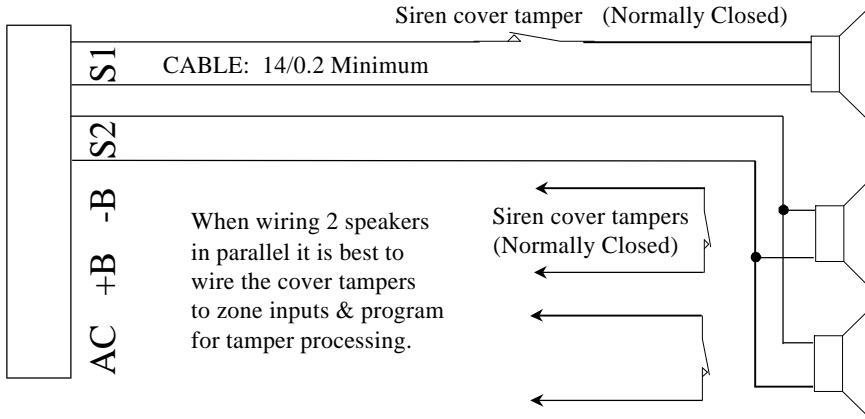 Siren cover tamper (Normally Closed)
S1
CABLE: 14/0.2 Minimum
S2
-B
+B
AC
When wiring 2 speakers
in parallel it is best to
wire the cover tampers
to zone inputs & program
for tamper processing.
Siren cover tampers
(Normally Closed)